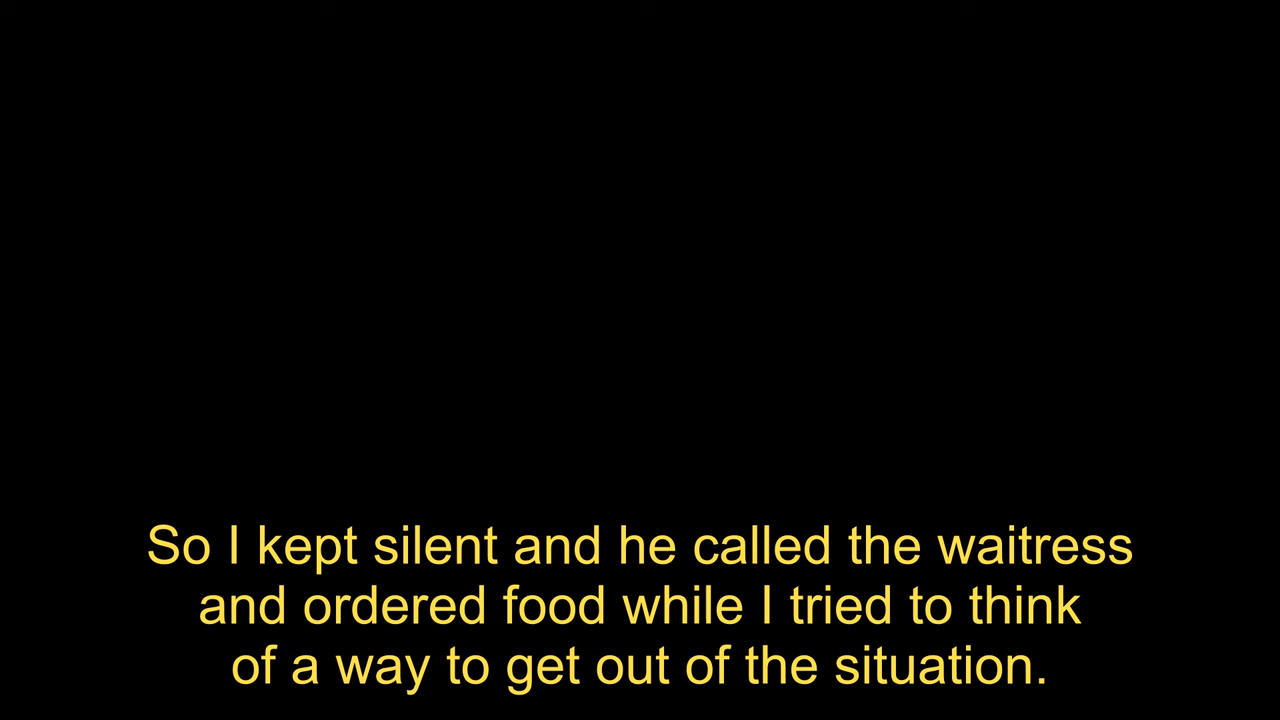 So I kept silent and he called the waitress
and ordered food while I tried to think
of a way to get out of the situation.